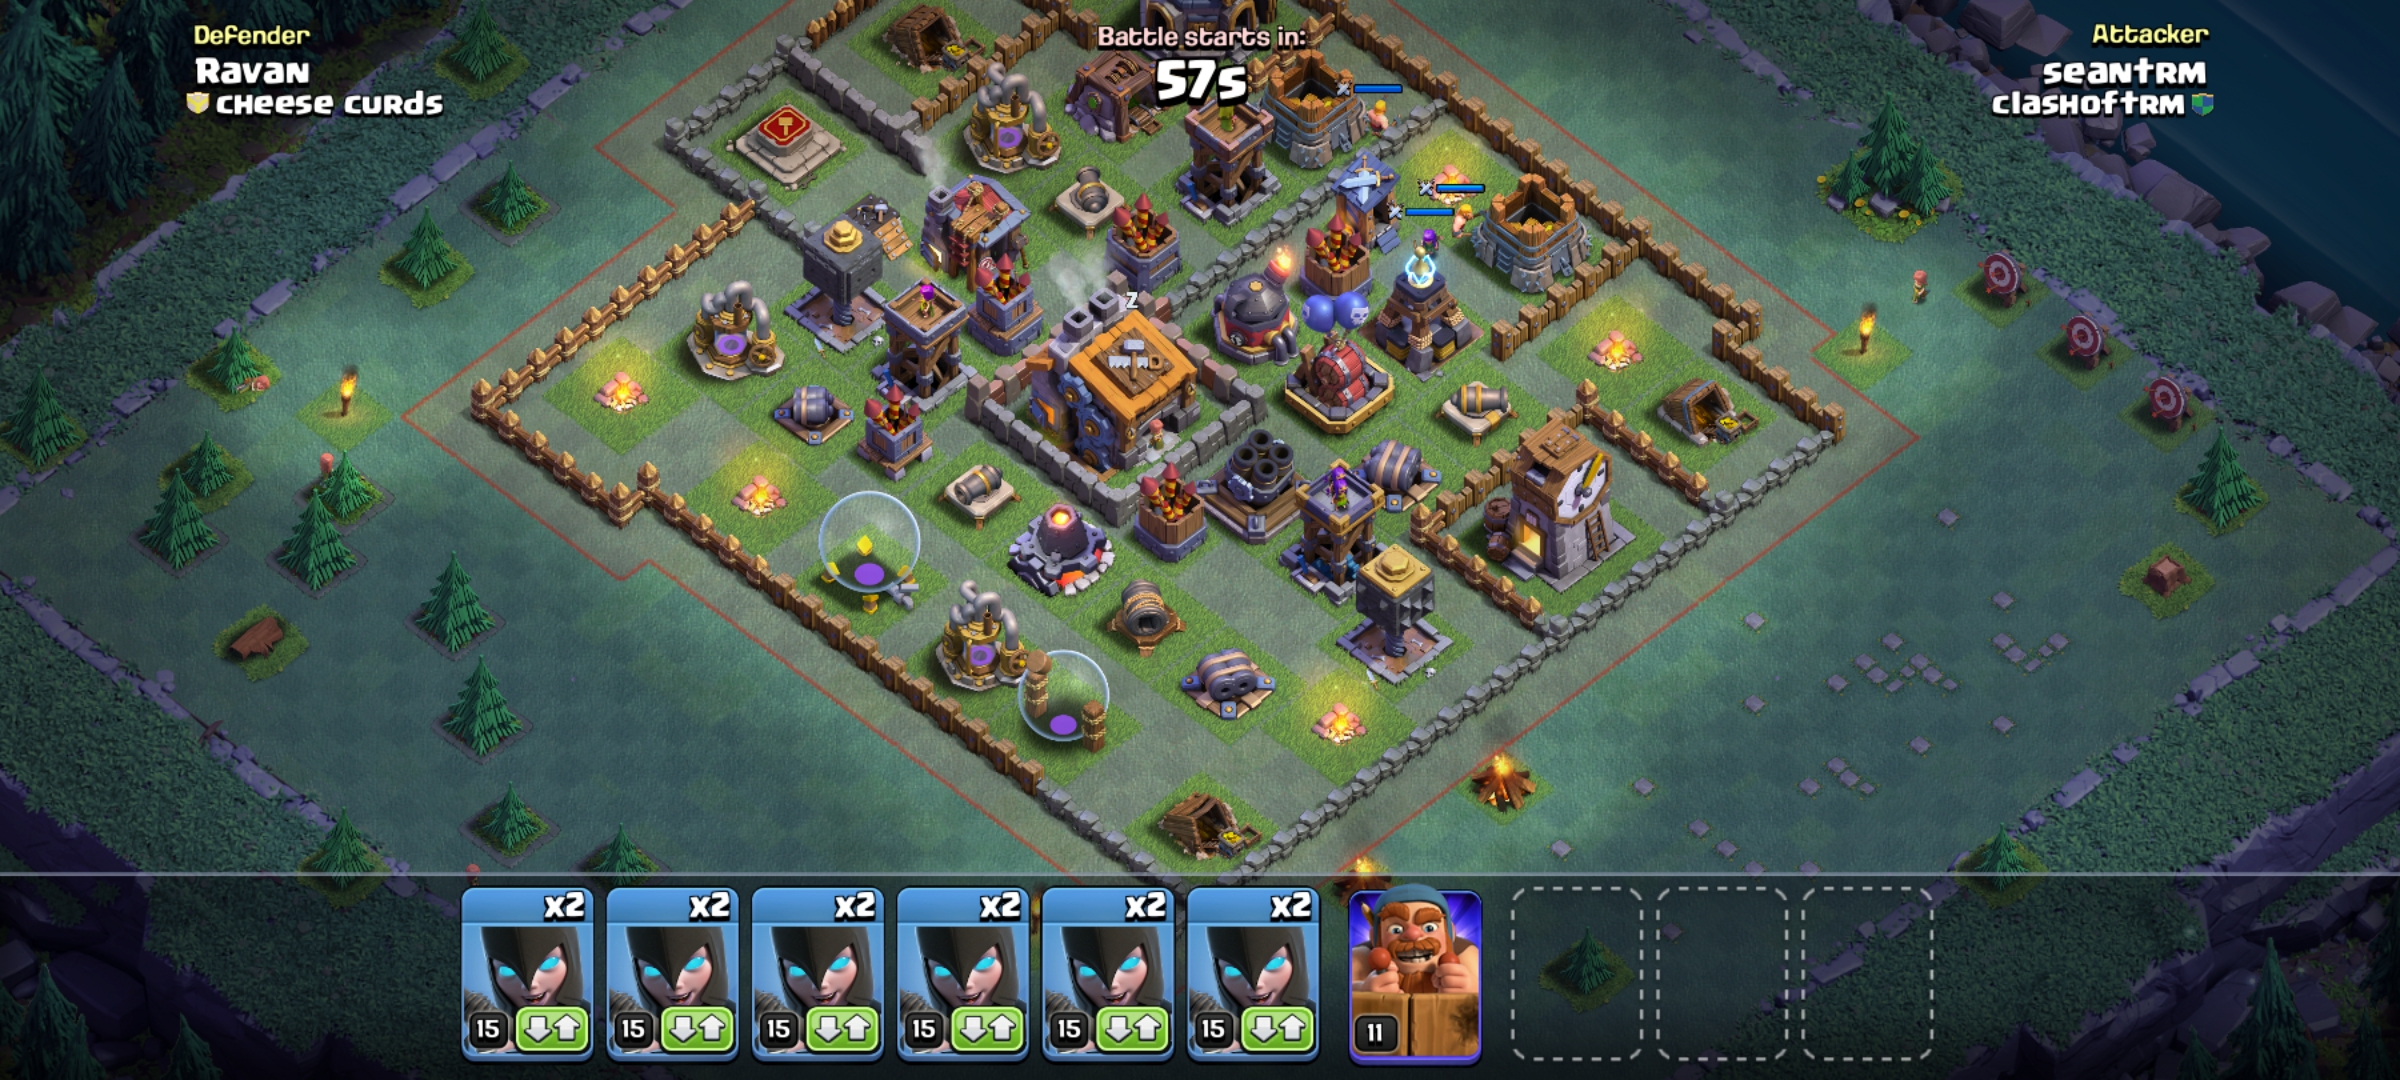 Defender
Ravan
cheese curds
Battle starts in:
57s
Attacker
seantRM
clashoftRM
z
x2
x2
x2
x2
x2
x2
15
15
15
15
15
15
11